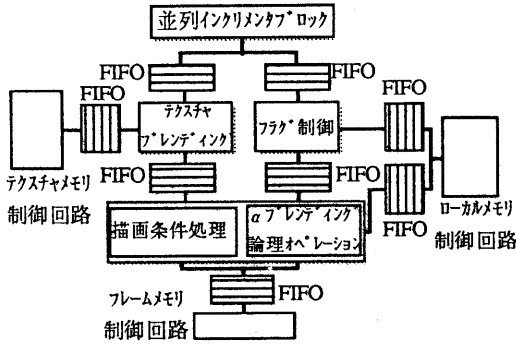 並列インクリメンタブロック
FIFO
FIFO
FIFO
FIFO
テクスチャ
ブレンディンク
フラグ制御
テクスチャメモリ
制御回路
FIFO
FIFO
ローカルメモリ
制御回路
FIFO
描画条件処理
αブレンディング
論理オペレーション
フレームメモリ
制御回路
FIFO